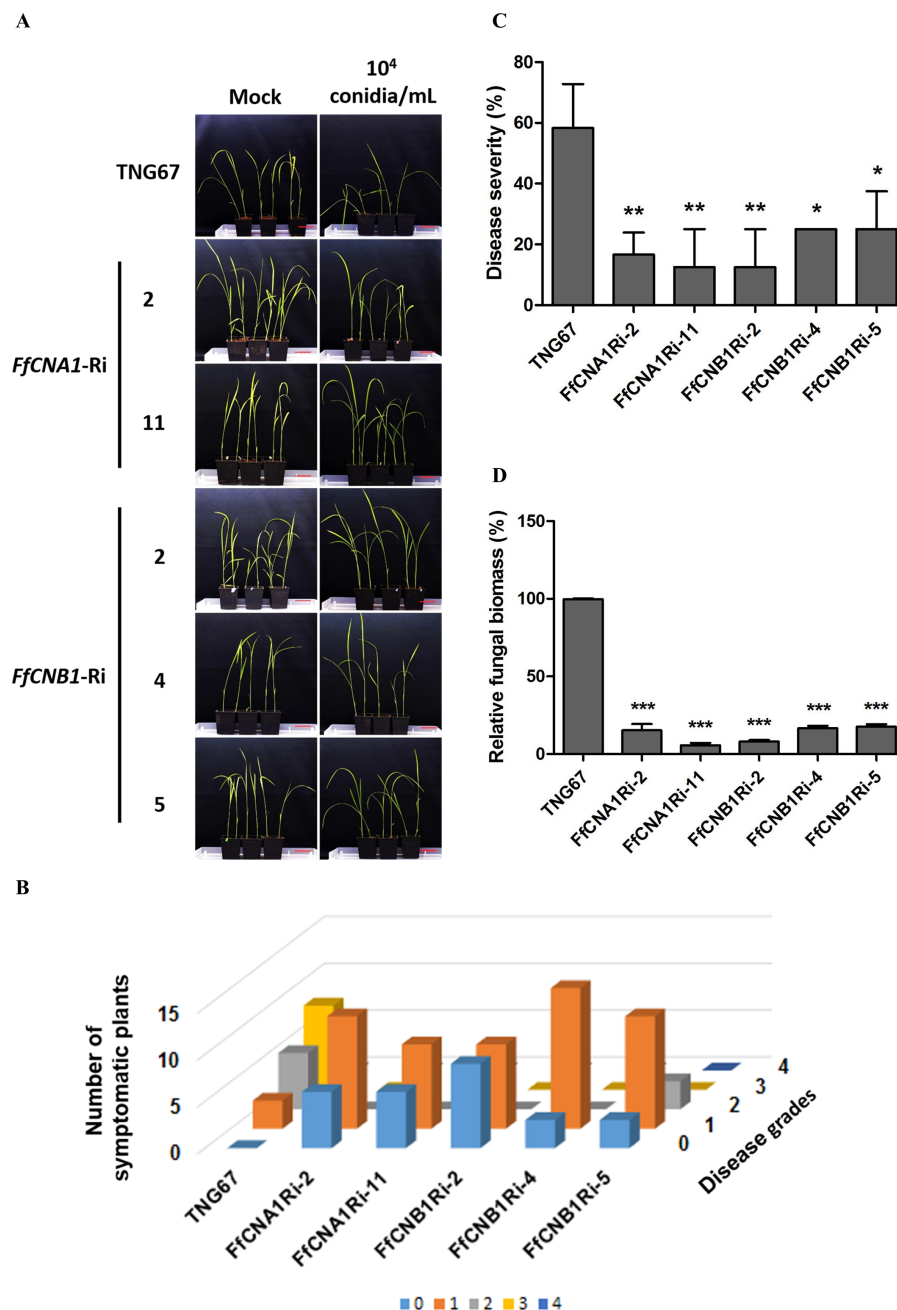 A
Mock
10⁴
conidia/mL
TNG67
FfCNA1-Ri
2
11
FfCNB1-Ri
2
4
5
C
Disease severity (%)
80
60
40
20
0
**
**
**
*
*
TNG67
FfCNA1Ri-2
FfCNA1Ri-11
FfCNB1Ri-2
FfCNB1Ri-4
FfCNB1Ri-5
D
Relative fungal biomass (%)
150
100
50
0
***
***
***
***
***
TNG67
FfCNA1Ri-2
FfCNA1Ri-11
FfCNB1Ri-2
FfCNB1Ri-4
FfCNB1Ri-5
B
Number of
symptomatic plants
15
10
5
0
TNG67
FfCNA1Ri-2
FfCNA1Ri-11
FfCNB1Ri-2
FfCNB1Ri-4
FfCNB1Ri-5
0
1
2
3
4
Disease grades
0 1 2 3 4